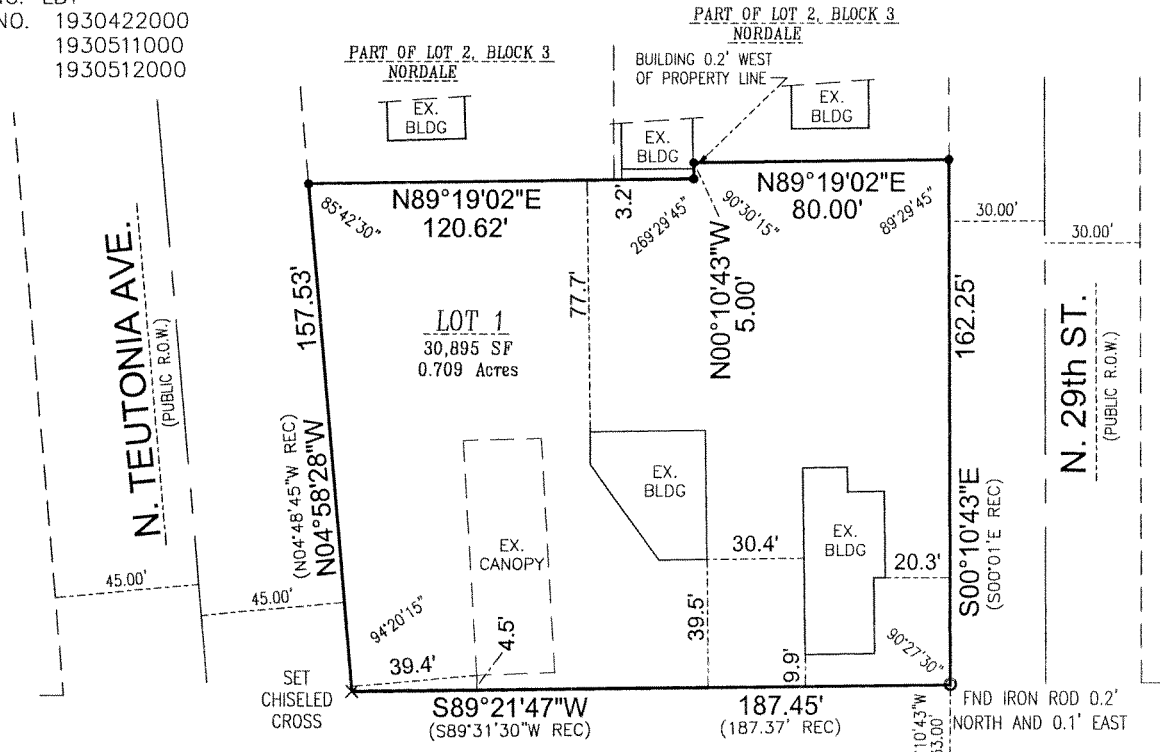 NO. 1930422000
1930511000
1930512000
PART OF LOT 2, BLOCK 3
NORDALE
PART OF LOT 2, BLOCK 3
NORDALE
BUILDING 0.2' WEST
OF PROPERTY LINE
EX.
BLDG
EX.
BLDG
EX.
BLDG
N89°19'02"E
120.62'
85°42'30"
3.2'
269°29'45"
N00°10'43"W
5.00'
90°30'15"
N89°19'02"E
80.00'
89°29'45"
30.00'
30.00'
N. TEUTONIA AVE.
(PUBLIC R.O.W.)
157.53'
LOT 1
30,895 SF
0.709 Acres
77.7'
162.25'
N. 29th ST.
(PUBLIC R.O.W.)
(N04°48'45"W REC)
N04°58'28"W
S00°10'43"E
(S00°01'E REC)
EX.
BLDG
EX.
CANOPY
30.4'
EX.
BLDG
20.3'
45.00'
45.00'
94°20'15"
39.4'
4.5'
39.5'
9.9'
90°27'30"
SET
CHISELED
CROSS
S89°21'47"W
(S89°31'30"W REC)
187.45'
(187.37' REC)
FND IRON ROD 0.2'
NORTH AND 0.1' EAST
10'43"W
33.00'